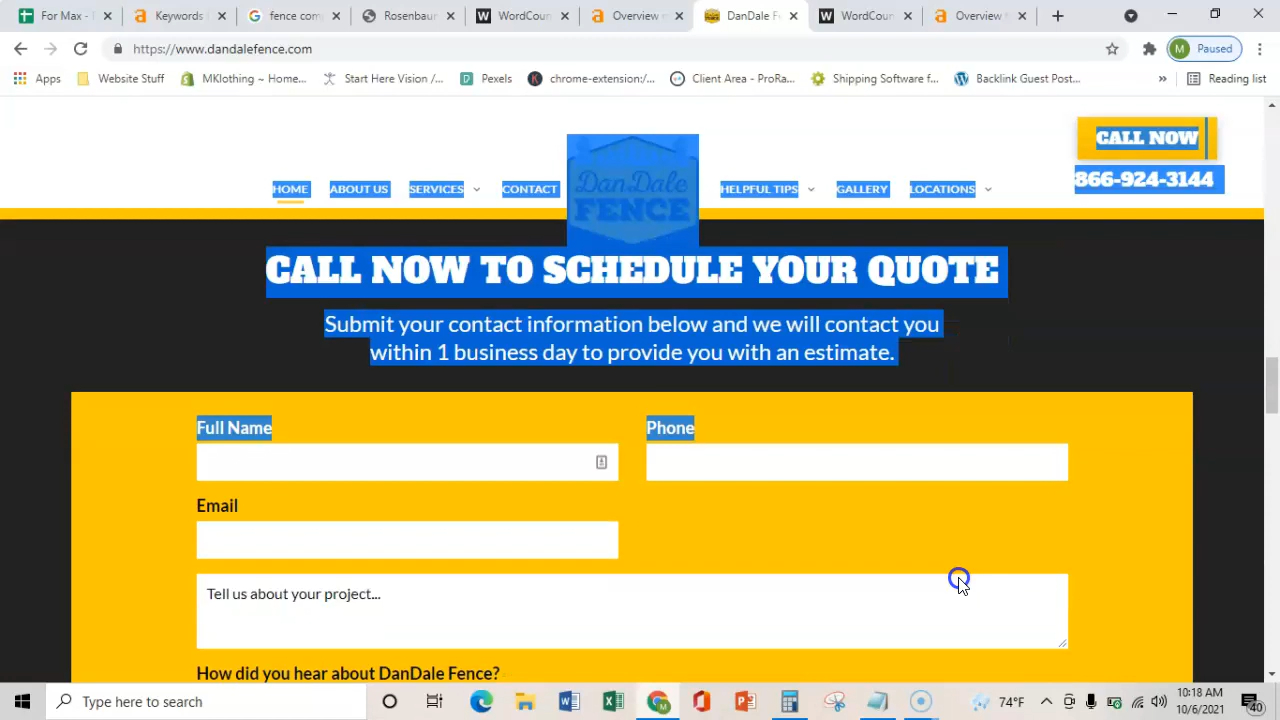 For Max -
Keywords
fence com
Rosenbau
WordCoun
Overview
DanDale F
WordCoun
Overview
https://www.dandalefence.com
M
Paused
Apps
Website Stuff
MKlothing ~ Home...
Start Here Vision /...
Pexels
chrome-extension:/...
Client Area - ProRa...
Shipping Software f...
Backlink Guest Post...
»
Reading list
CALL NOW
866-924-3144
HOME
ABOUT US
SERVICES
CONTACT
DanDale
FENCE
HELPFUL TIPS
GALLERY
LOCATIONS
CALL NOW TO SCHEDULE YOUR QUOTE
Submit your contact information below and we will contact you
within 1 business day to provide you with an estimate.
Full Name
Phone
Email
Tell us about your project...
How did you hear about DanDale Fence?
Type here to search
74°F
10:18 AM
10/6/2021
40